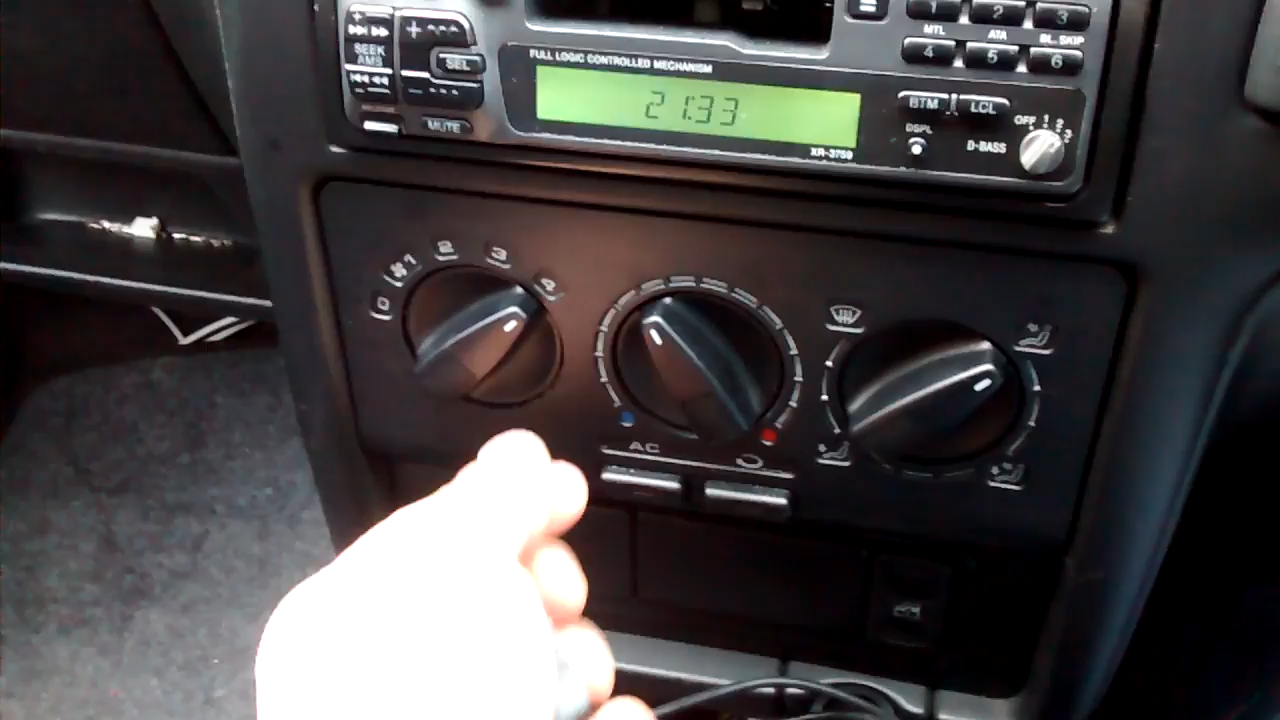 1 2 3
SEEK
AMS
SEL
MTL ATA BL.SKIP
4 5 6
FULL LOGIC CONTROLLED MECHANISM
21:33
BTM LCL
MUTE
DSPL
D-BASS
OFF 1 2 3
XR-3759
0 1 2 3 4
AC